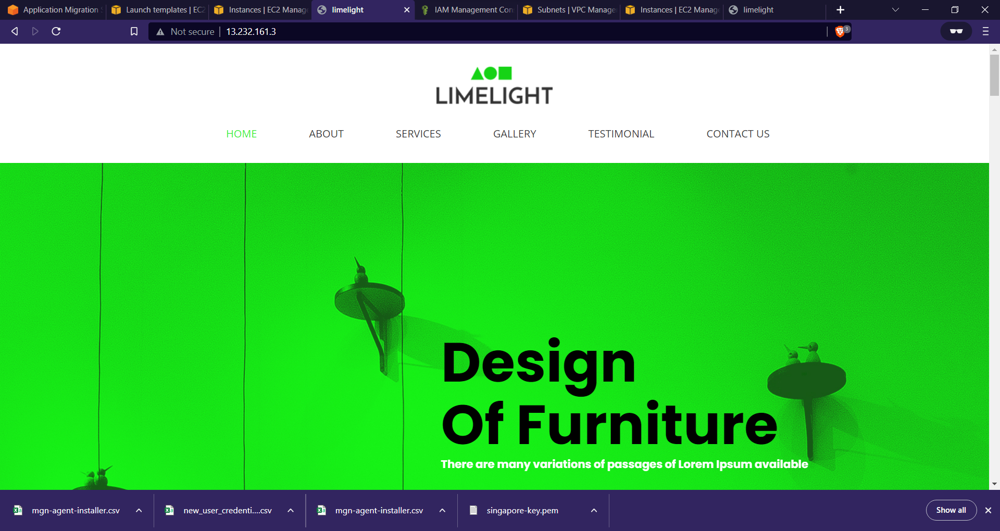 Application Migration S
Launch templates | EC2
Instances | EC2 Manage
limelight
IAM Management Con
Subnets | VPC Manage
Instances | EC2 Manage
limelight
Not secure | 13.232.161.3
3
LIMELIGHT
HOME ABOUT SERVICES GALLERY TESTIMONIAL CONTACT US
Design
Of Furniture
There are many variations of passages of Lorem Ipsum available
mgn-agent-installer.csv
new_user_credenti....csv
mgn-agent-installer.csv
singapore-key.pem
Show all